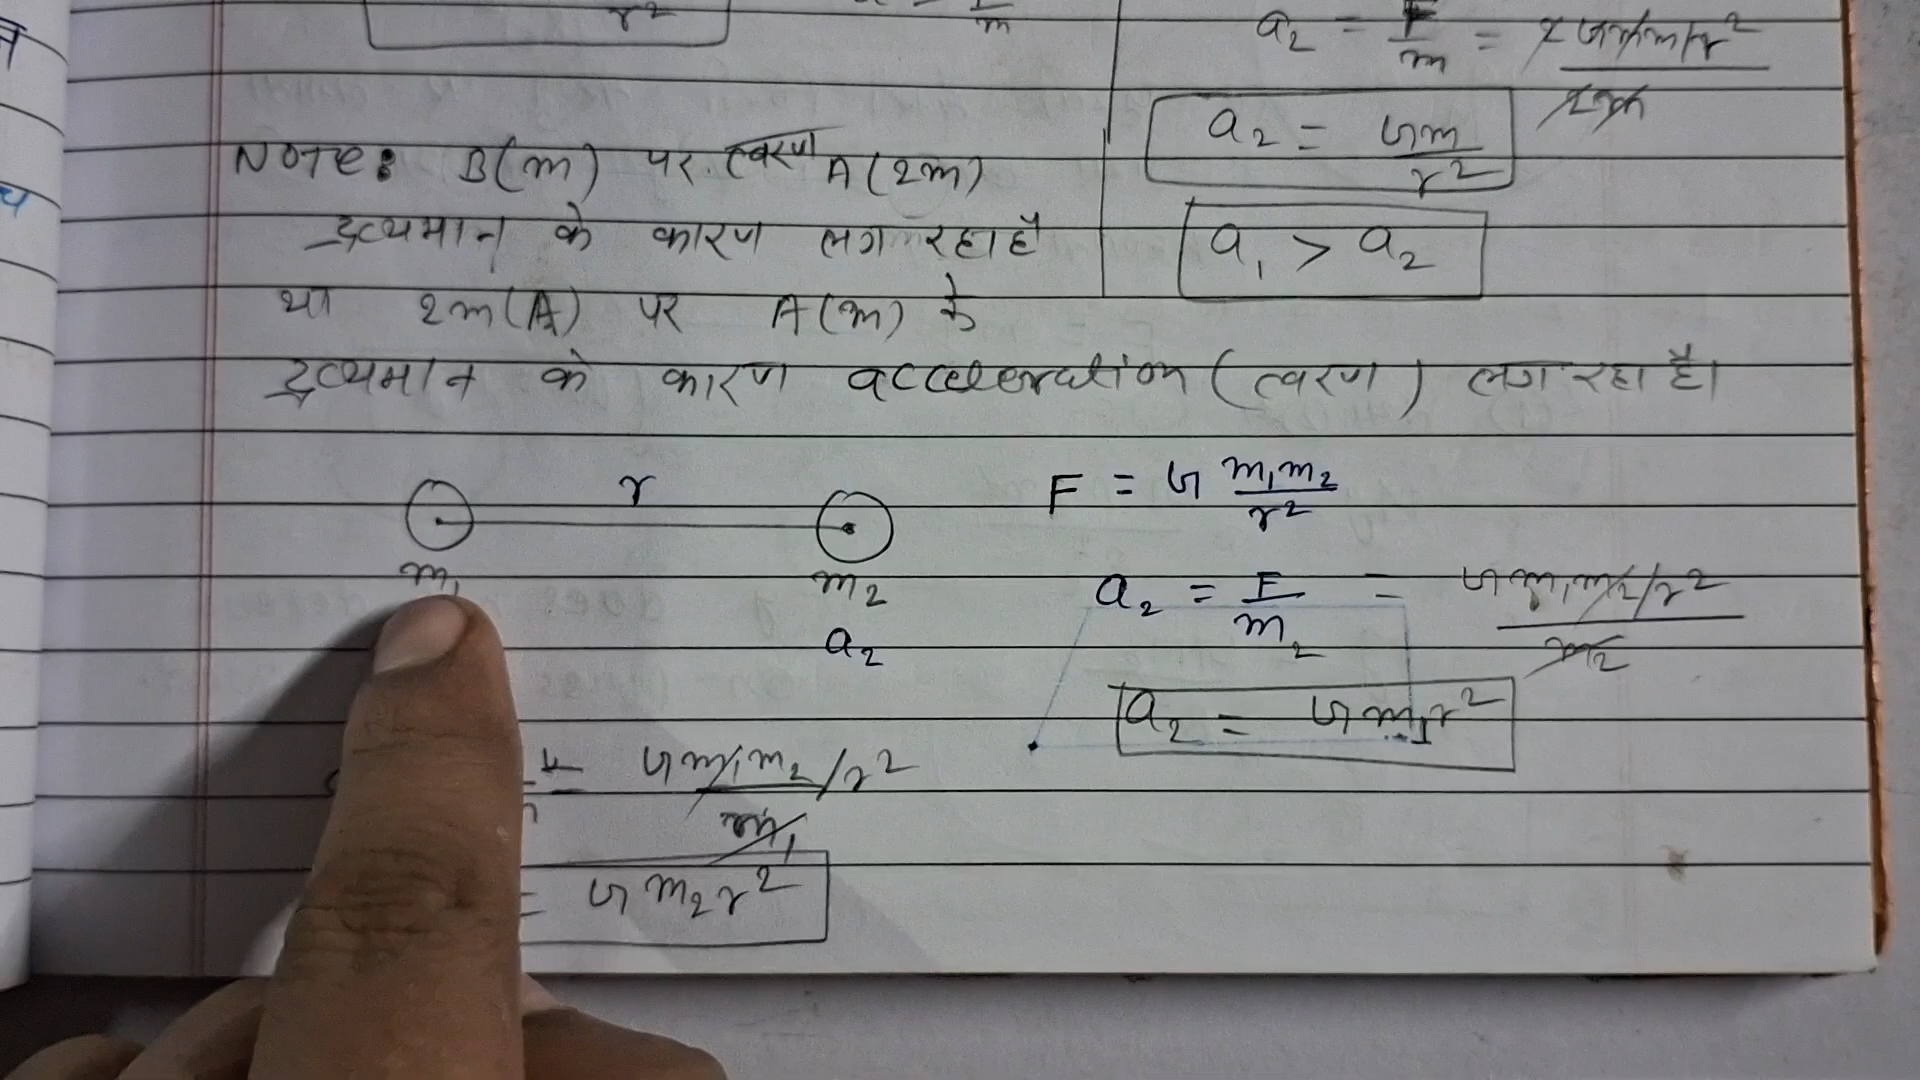 r²
m
a₂ = F/m = 2Gm×m/r² / 2m
a₂ = Gm/r²
a₁ > a₂
NOTE: B(m) पर त्वरण A(2m)
द्रव्यमान के कारण लग रहा है
या 2m(A) पर A(m) के
द्रव्यमान के कारण acceleration (त्वरण) लग रहा है।
r
m₁ m₂
a₂
F = G m₁m₂/r²
a₂ = F/m₂ = Gm₁m₂/r² / m₂
a₂ = Gm₁r²
F = Gm₁m₂/r² / m₁
= Gm₂r²